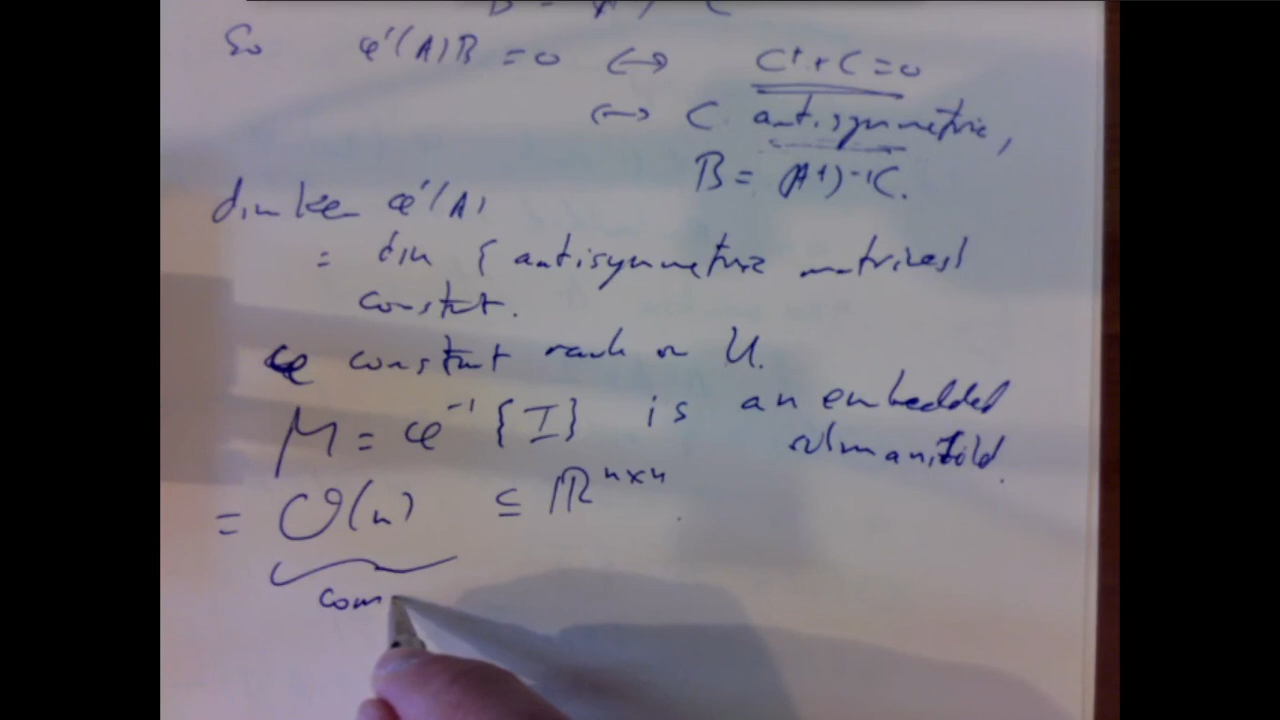 So φ'(A)B = 0 ⟷ Cᵗ + C = 0
⟷ C antisymmetric,
B = (Aᵗ)⁻¹C.
dim ker φ'(A)
= dim { antisymmetric matrices }
constant.
φ constant rank on U.
M = φ⁻¹ {I} is an embedded
submanifold.
= O(n) ⊆ ℝⁿˣⁿ
com